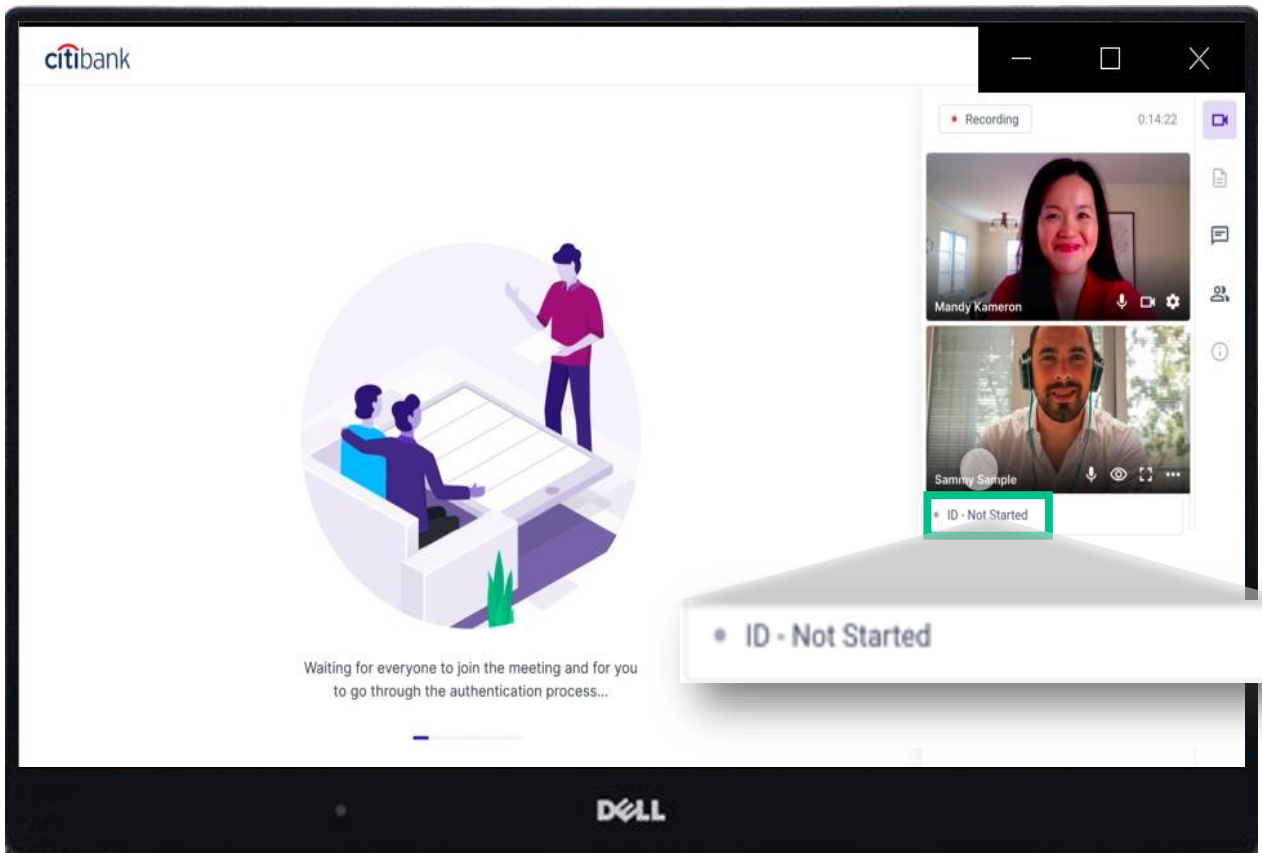 citibank
Recording 0:14:22
Mandy Kameron
Sammy Sample
ID - Not Started
ID - Not Started
Waiting for everyone to join the meeting and for you
to go through the authentication process...
DELL